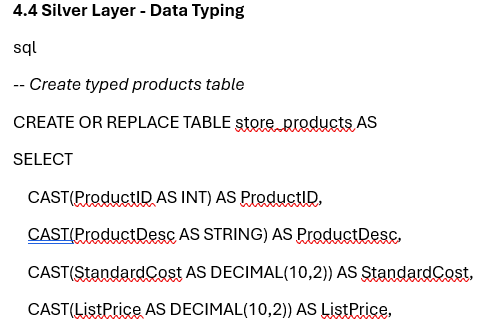 4.4 Silver Layer - Data Typing
sql
-- Create typed products table
CREATE OR REPLACE TABLE store_products AS
SELECT
CAST(ProductID AS INT) AS ProductID,
CAST(ProductDesc AS STRING) AS ProductDesc,
CAST(StandardCost AS DECIMAL(10,2)) AS StandardCost,
CAST(ListPrice AS DECIMAL(10,2)) AS ListPrice,